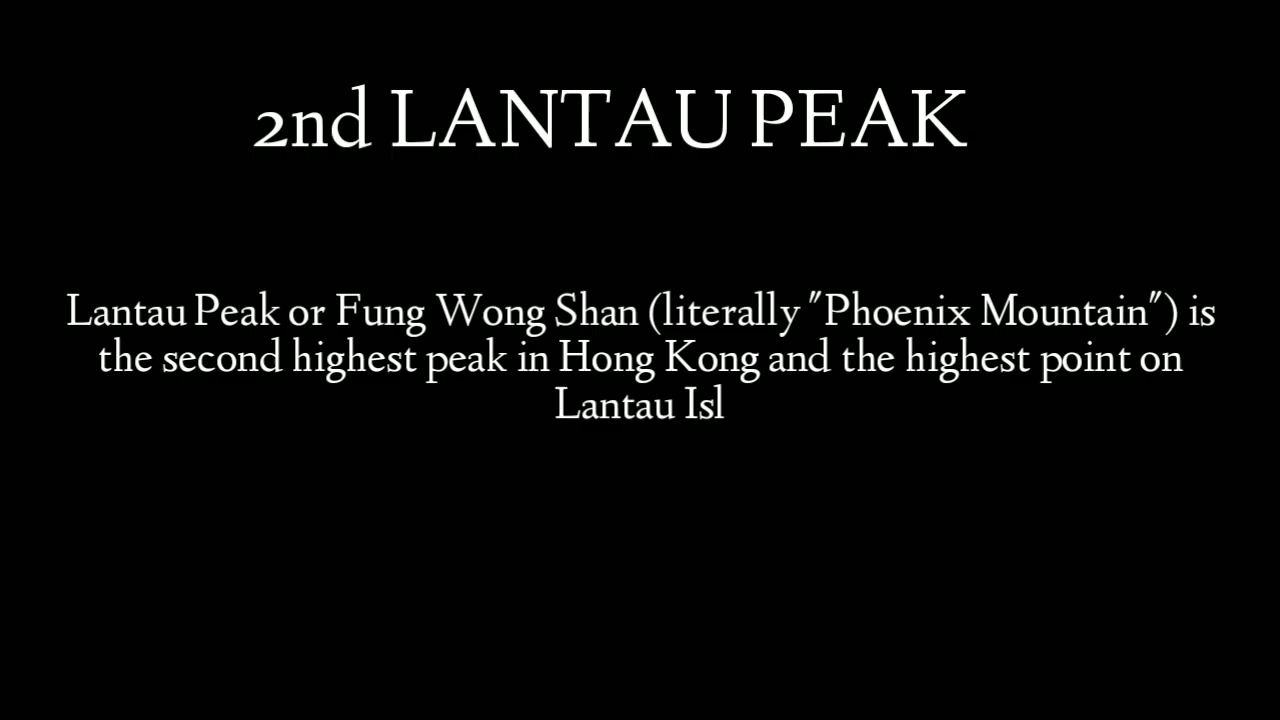 2nd LANTAU PEAK
Lantau Peak or Fung Wong Shan (literally "Phoenix Mountain") is
the second highest peak in Hong Kong and the highest point on
Lantau Isl